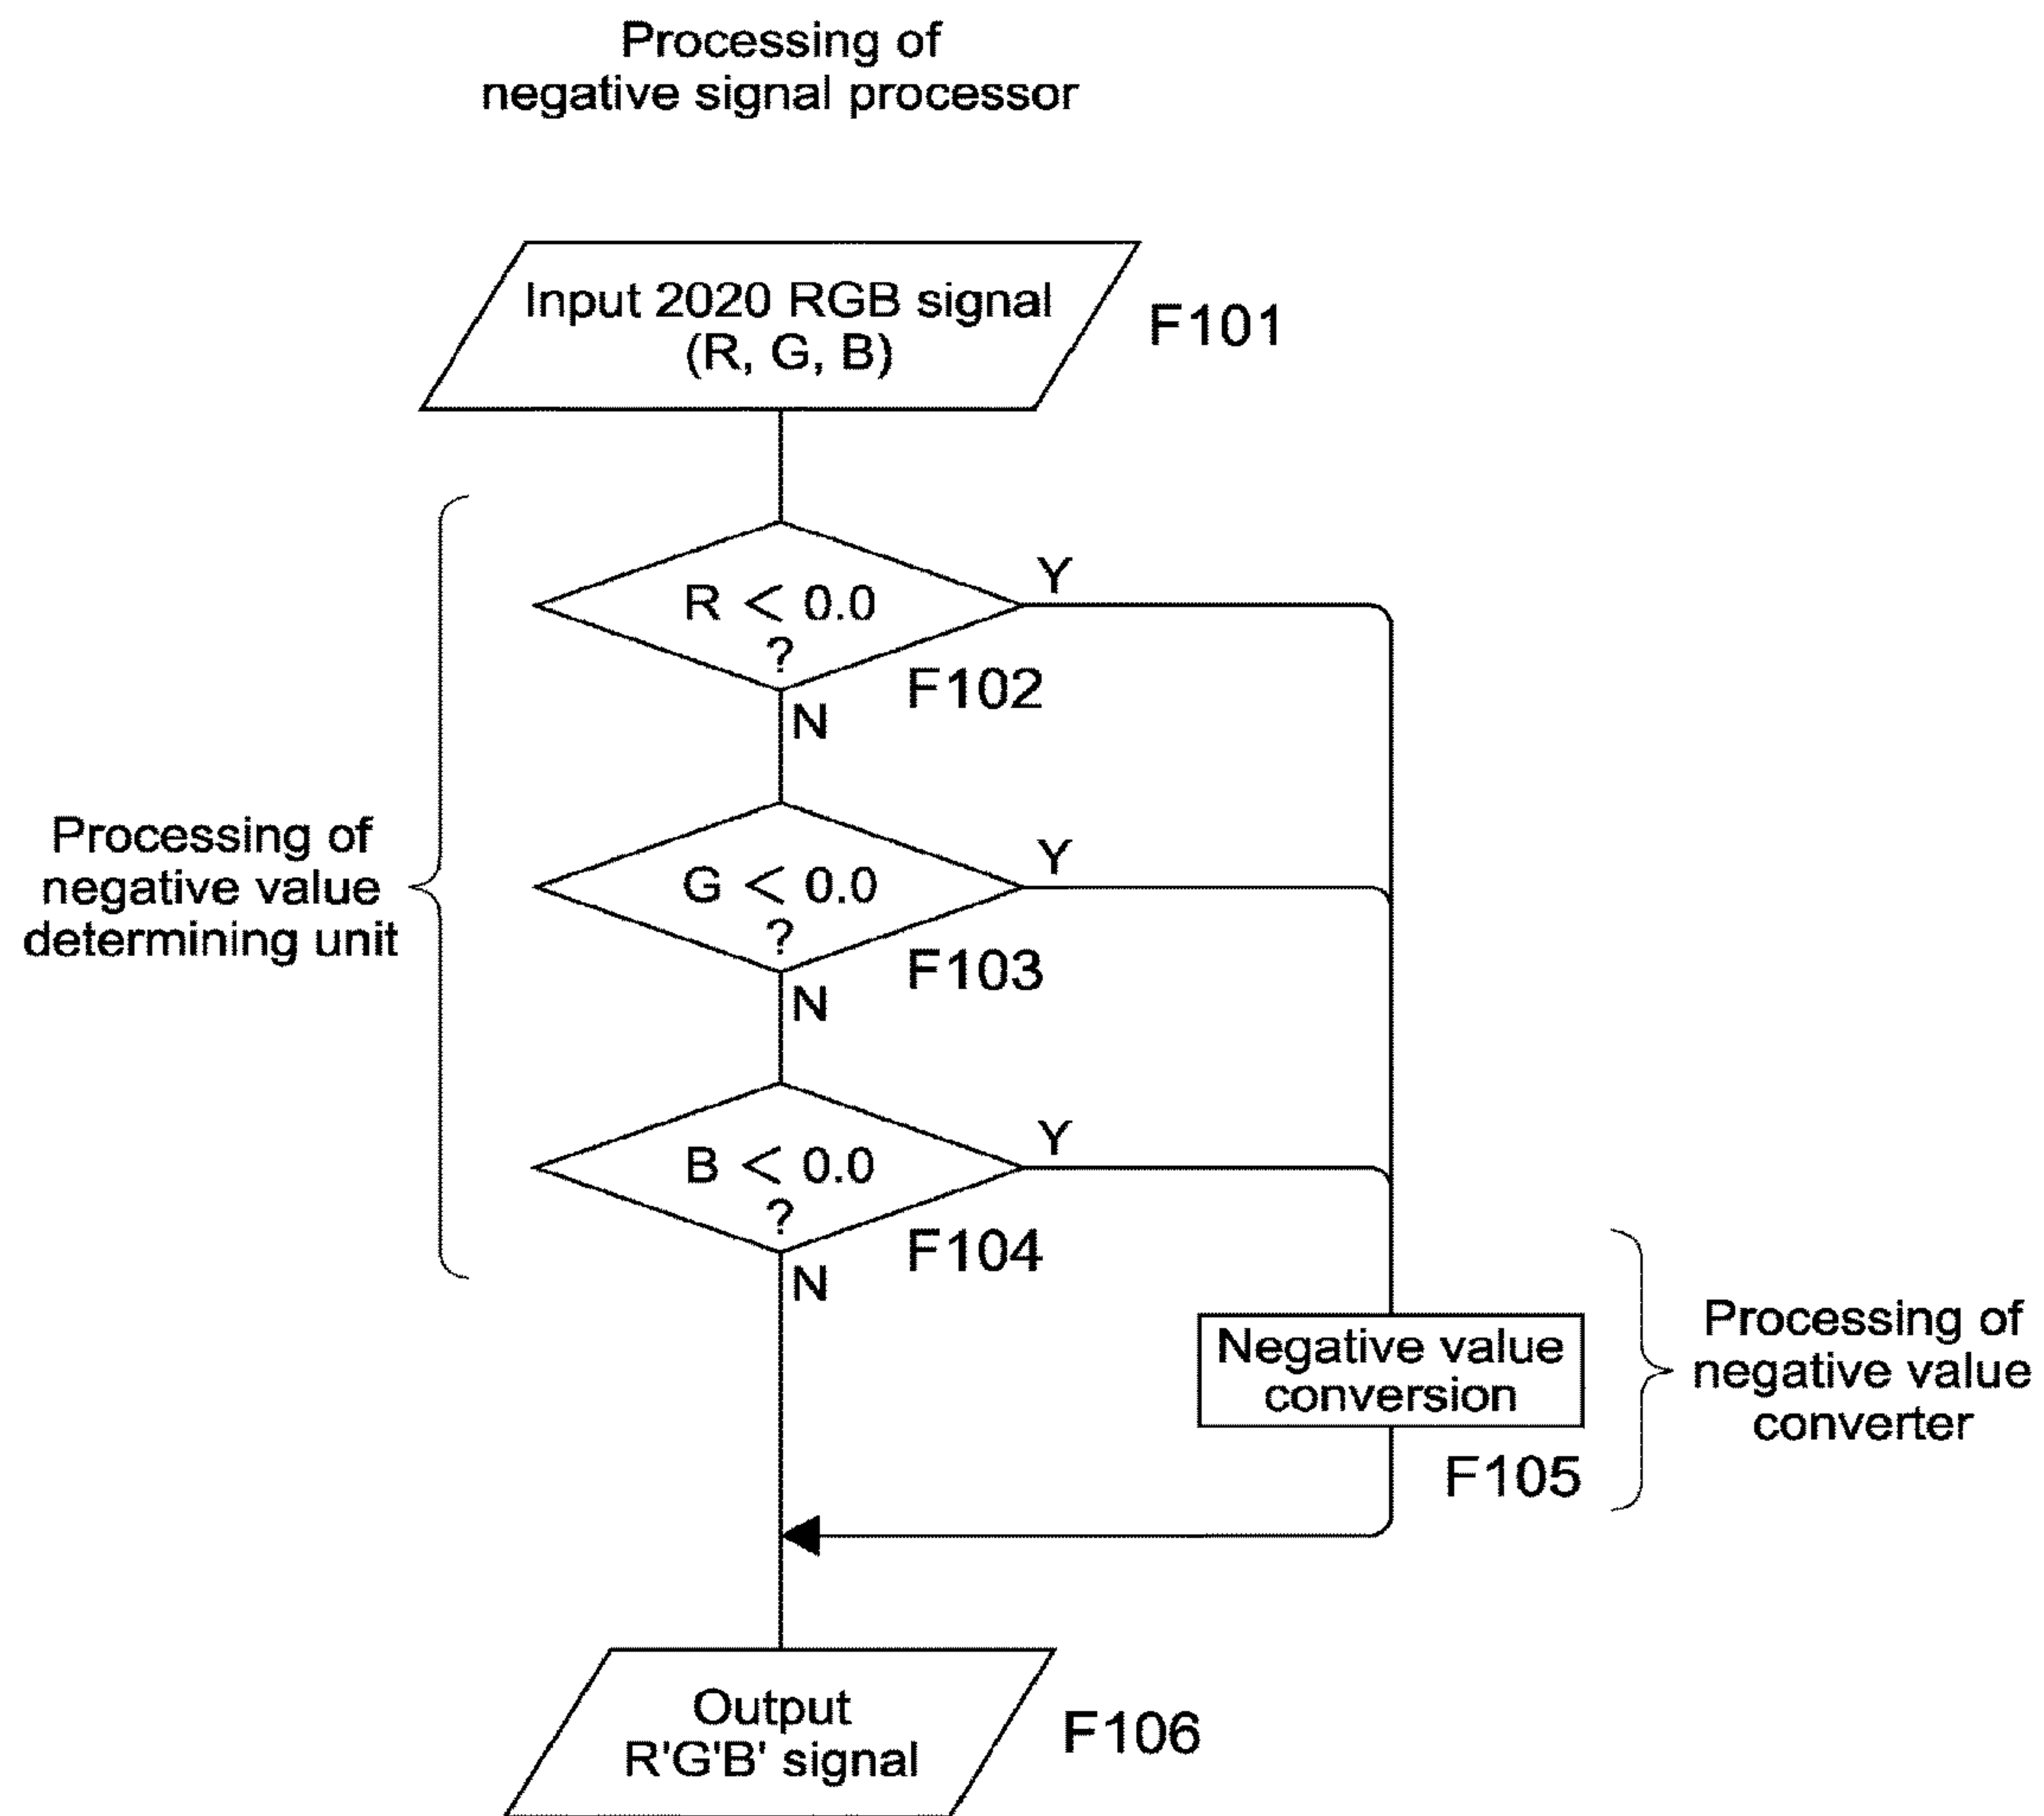 Processing of
negative signal processor
Input 2020 RGB signal
(R, G, B)
F101
R < 0.0
?
Y
F102
N
G < 0.0
?
Y
F103
N
B < 0.0
?
Y
F104
N
Processing of
negative value
determining unit
Negative value
conversion
F105
Processing of
negative value
converter
Output
R'G'B' signal
F106